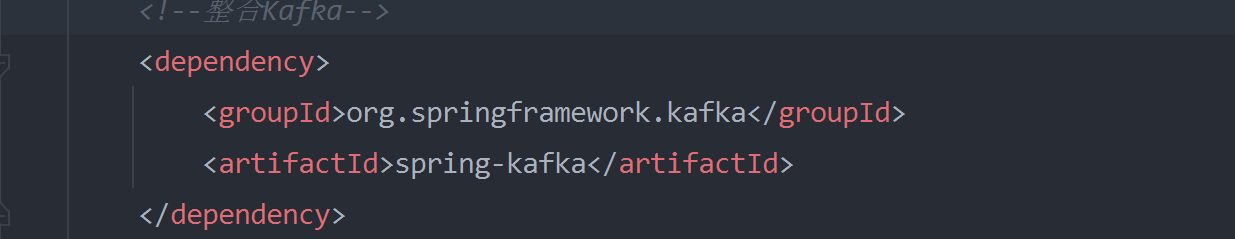 <!--整合Kafka-->
<dependency>
<groupId>org.springframework.kafka</groupId>
<artifactId>spring-kafka</artifactId>
</dependency>